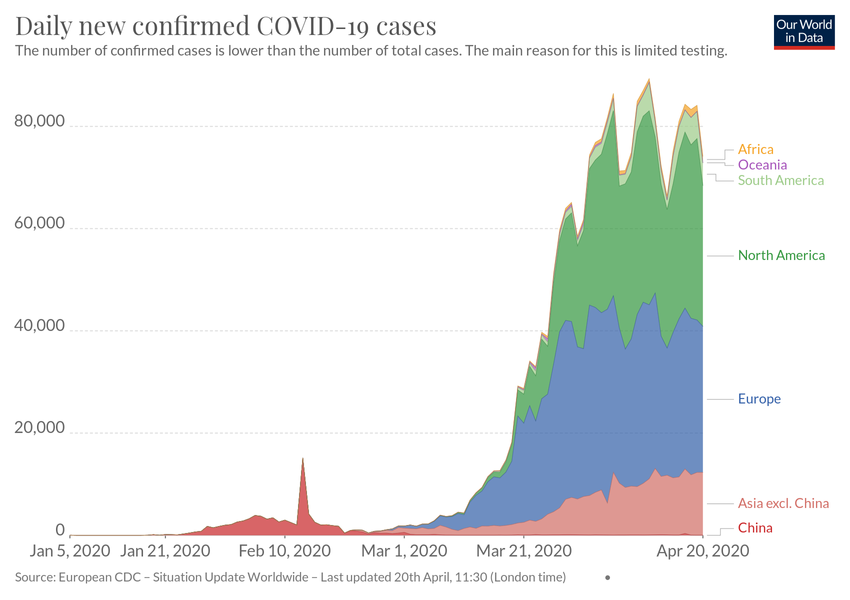 Daily new confirmed COVID-19 cases
The number of confirmed cases is lower than the number of total cases. The main reason for this is limited testing.
Our World
in Data
80,000
60,000
40,000
20,000
0
Africa
Oceania
South America
North America
Europe
Asia excl. China
China
Jan 5, 2020 Jan 21, 2020 Feb 10, 2020 Mar 1, 2020 Mar 21, 2020 Apr 20, 2020
Source: European CDC – Situation Update Worldwide – Last updated 20th April, 11:30 (London time) •